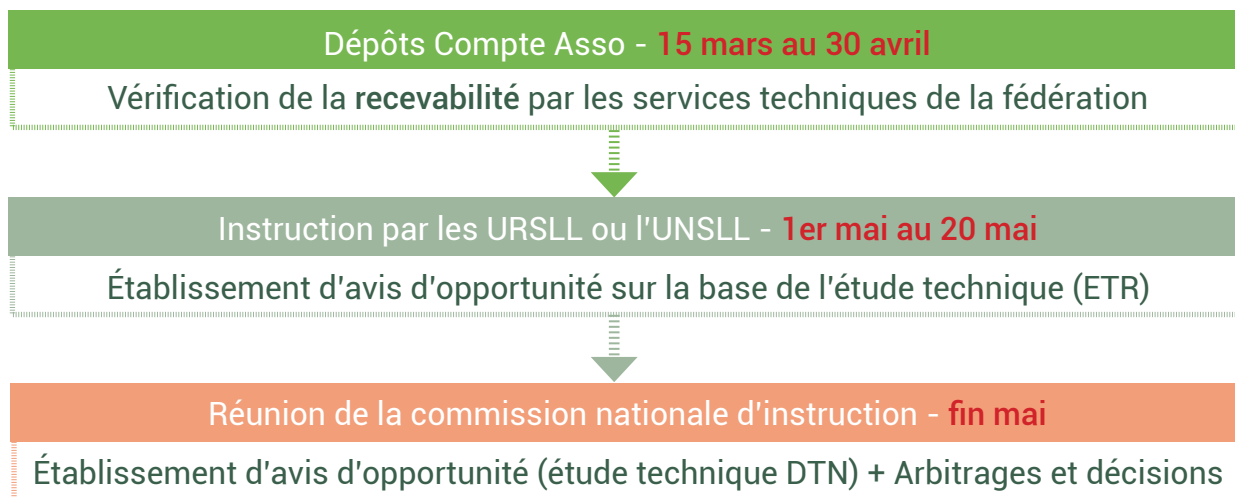 Dépôts Compte Asso - 15 mars au 30 avril
Vérification de la recevabilité par les services techniques de la fédération
Instruction par les URSLL ou l'UNSLL - 1er mai au 20 mai
Établissement d'avis d'opportunité sur la base de l'étude technique (ETR)
Réunion de la commission nationale d'instruction - fin mai
Établissement d'avis d'opportunité (étude technique DTN) + Arbitrages et décisions